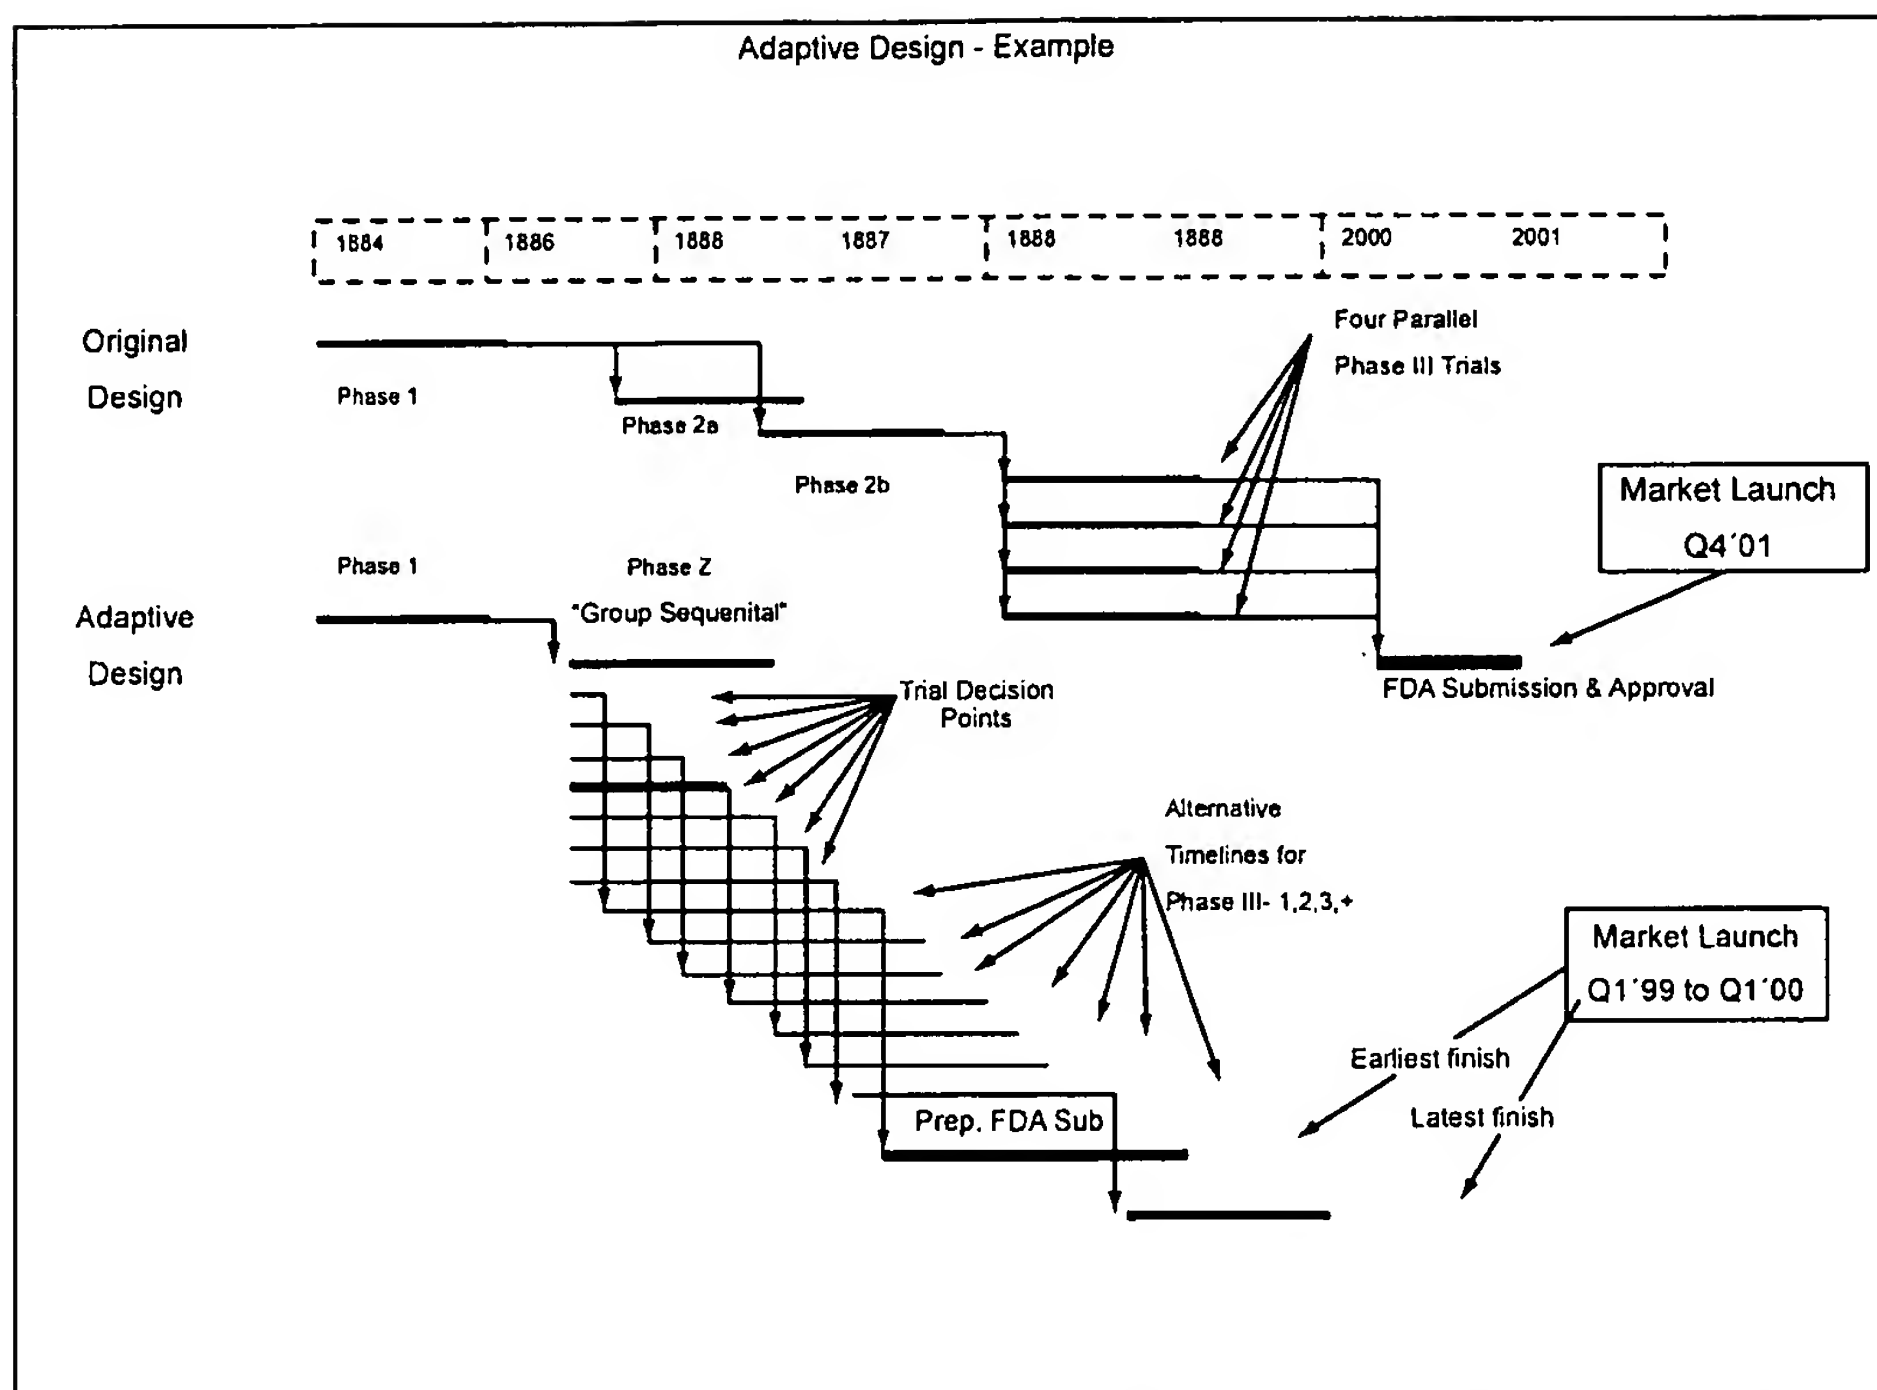 Adaptive Design - Example
1884 1886 1888 1887 1888 1888 2000 2001
Original
Design
Phase 1
Phase 2a
Phase 2b
Four Parallel
Phase III Trials
Market Launch
Q4´01
FDA Submission & Approval
Adaptive
Design
Phase 1
Phase Z
"Group Sequenital"
Trial Decision
Points
Alternative
Timelines for
Phase III- 1,2,3,+
Market Launch
Q1´99 to Q1´00
Earliest finish
Latest finish
Prep. FDA Sub